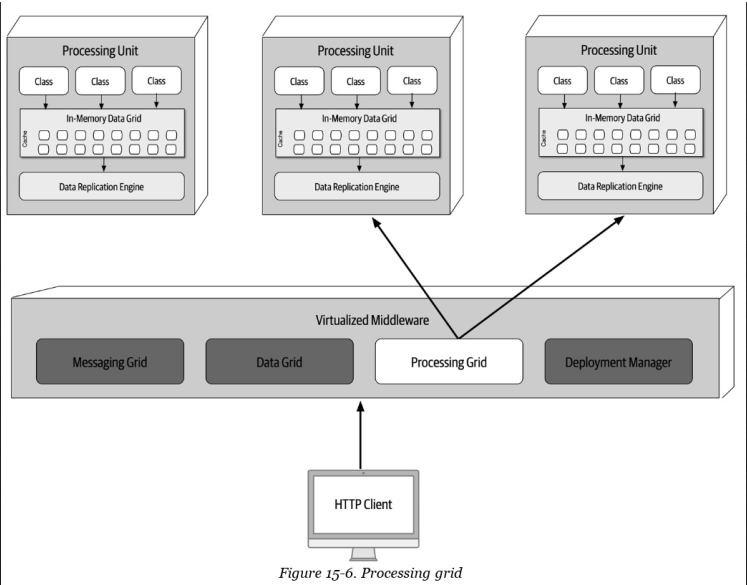 Processing Unit
Class
Class
Class
In-Memory Data Grid
Cache
Data Replication Engine
Processing Unit
Class
Class
Class
In-Memory Data Grid
Cache
Data Replication Engine
Processing Unit
Class
Class
Class
In-Memory Data Grid
Cache
Data Replication Engine
Virtualized Middleware
Messaging Grid
Data Grid
Processing Grid
Deployment Manager
HTTP Client
Figure 15-6. Processing grid